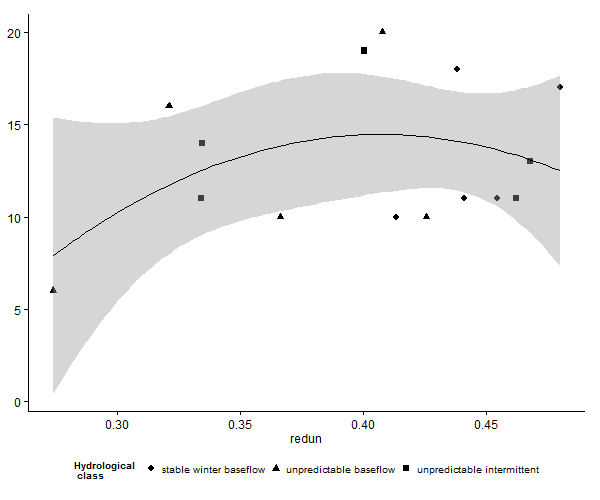 20
15
10
5
0
0.30 0.35 0.40 0.45
redun
Hydrological
class
stable winter baseflow unpredictable baseflow unpredictable intermittent